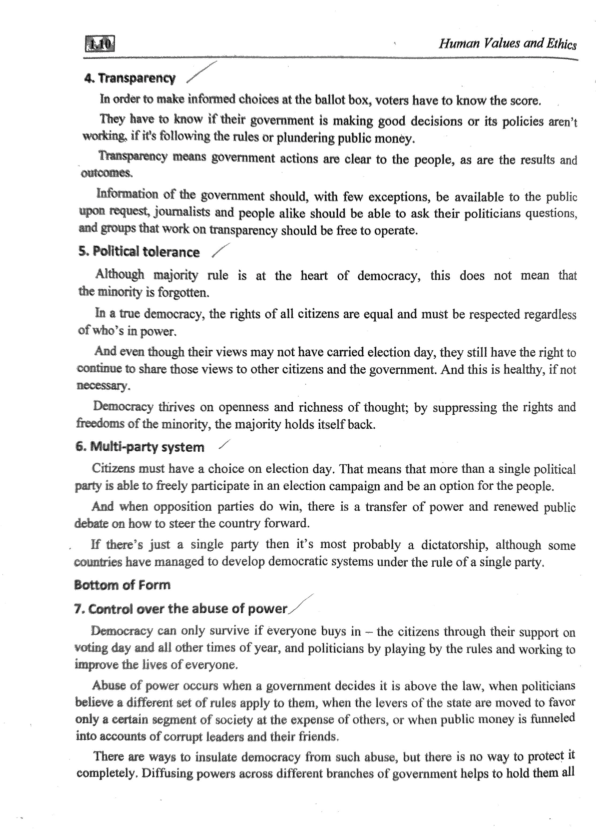 1.10
Human Values and Ethics
4. Transparency
In order to make informed choices at the ballot box, voters have to know the score.
They have to know if their government is making good decisions or its policies aren't
working, if it's following the rules or plundering public money.
Transparency means government actions are clear to the people, as are the results and
outcomes.
Information of the government should, with few exceptions, be available to the public
upon request, journalists and people alike should be able to ask their politicians questions,
and groups that work on transparency should be free to operate.
5. Political tolerance
Although majority rule is at the heart of democracy, this does not mean that
the minority is forgotten.
In a true democracy, the rights of all citizens are equal and must be respected regardless
of who's in power.
And even though their views may not have carried election day, they still have the right to
continue to share those views to other citizens and the government. And this is healthy, if not
necessary.
Democracy thrives on openness and richness of thought; by suppressing the rights and
freedoms of the minority, the majority holds itself back.
6. Multi-party system
Citizens must have a choice on election day. That means that more than a single political
party is able to freely participate in an election campaign and be an option for the people.
And when opposition parties do win, there is a transfer of power and renewed public
debate on how to steer the country forward.
If there's just a single party then it's most probably a dictatorship, although some
countries have managed to develop democratic systems under the rule of a single party.
Bottom of Form
7. Control over the abuse of power
Democracy can only survive if everyone buys in – the citizens through their support on
voting day and all other times of year, and politicians by playing by the rules and working to
improve the lives of everyone.
Abuse of power occurs when a government decides it is above the law, when politicians
believe a different set of rules apply to them, when the levers of the state are moved to favor
only a certain segment of society at the expense of others, or when public money is funneled
into accounts of corrupt leaders and their friends.
There are ways to insulate democracy from such abuse, but there is no way to protect it
completely. Diffusing powers across different branches of government helps to hold them all